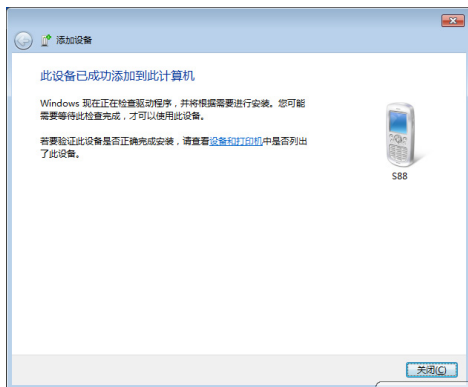 添加设备
此设备已成功添加到此计算机
Windows 现在正在检查驱动程序，并将根据需要进行安装。您可能
需要等待此检查完成，才可以使用此设备。
若要验证此设备是否正确完成安装，请查看设备和打印机中是否列出
了此设备。
S88
关闭(C)